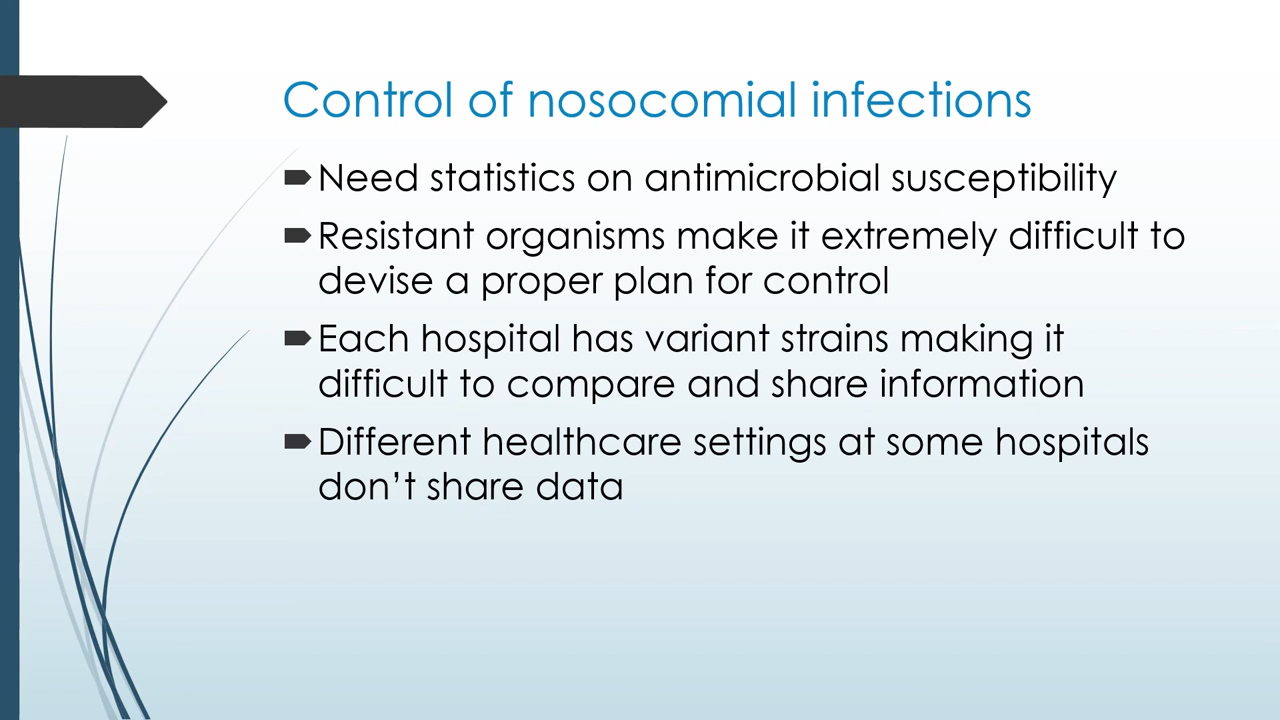 Control of nosocomial infections
Need statistics on antimicrobial susceptibility
Resistant organisms make it extremely difficult to
devise a proper plan for control
Each hospital has variant strains making it
difficult to compare and share information
Different healthcare settings at some hospitals
don’t share data